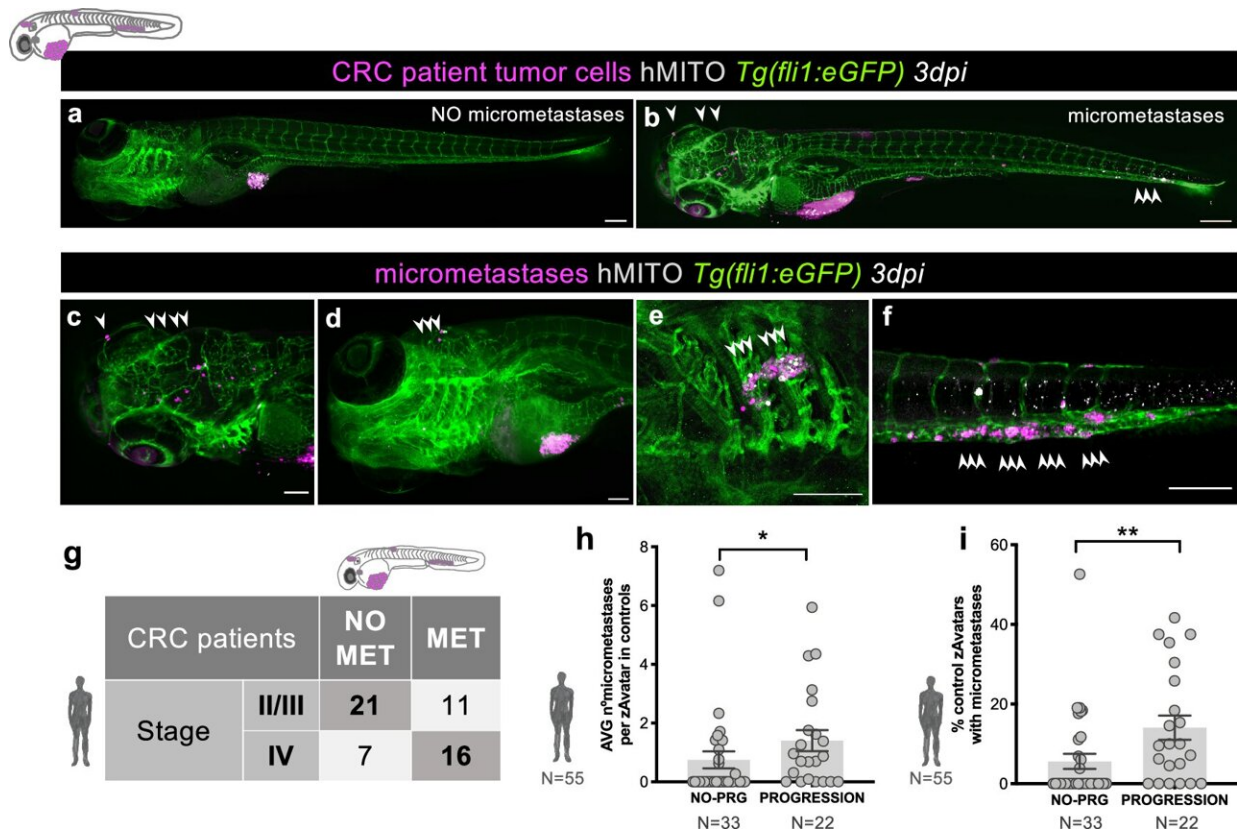 CRC patient tumor cells hMITO Tg(fli1:eGFP) 3dpi
a
NO micrometastases
b
micrometastases
micrometastases hMITO Tg(fli1:eGFP) 3dpi
c
d
e
f
g
CRC patients
NO MET
MET
Stage
II/III
21
11
IV
7
16
N=55
h
AVG nºmicrometastases
per zAvatar in controls
8
6
4
2
0
*
NO-PRG
PROGRESSION
N=33
N=22
N=55
i
% control zAvatars
with micrometastases
60
40
20
0
**
NO-PRG
PROGRESSION
N=33
N=22